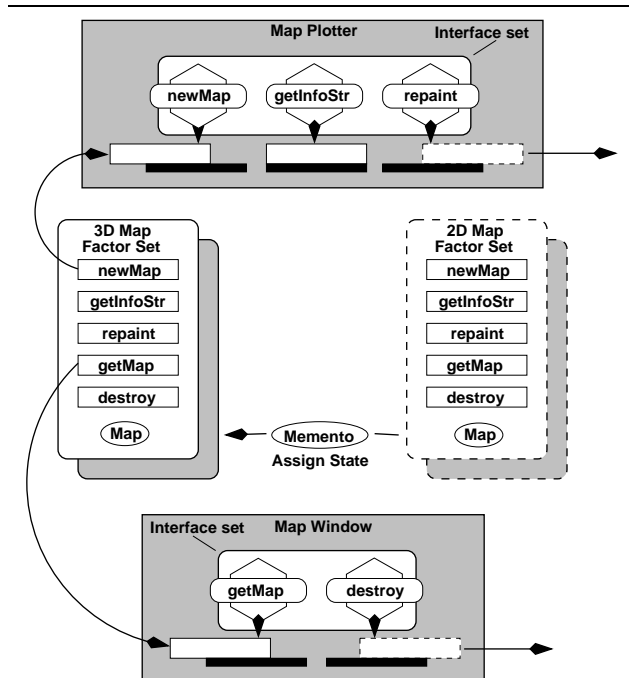 Map Plotter
Interface set
newMap
getInfoStr
repaint
3D Map
Factor Set
newMap
getInfoStr
repaint
getMap
destroy
Map
2D Map
Factor Set
newMap
getInfoStr
repaint
getMap
destroy
Map
Memento
Assign State
Interface set
Map Window
getMap
destroy